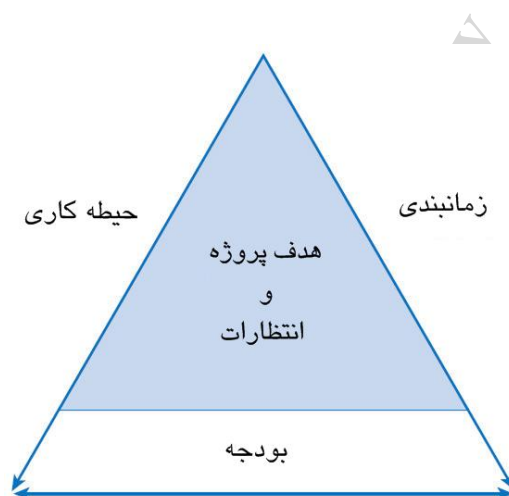 زمانبندی
حیطه کاری
هدف پروژه
و
انتظارات
بودجه